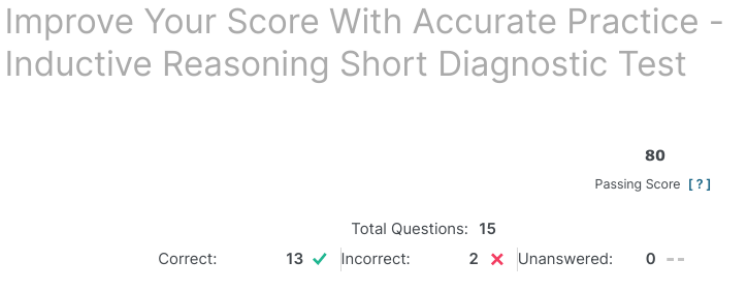 Improve Your Score With Accurate Practice -
Inductive Reasoning Short Diagnostic Test
80
Passing Score [ ? ]
Total Questions: 15
Correct: 13 ✓ Incorrect: 2 ✕ Unanswered: 0 --